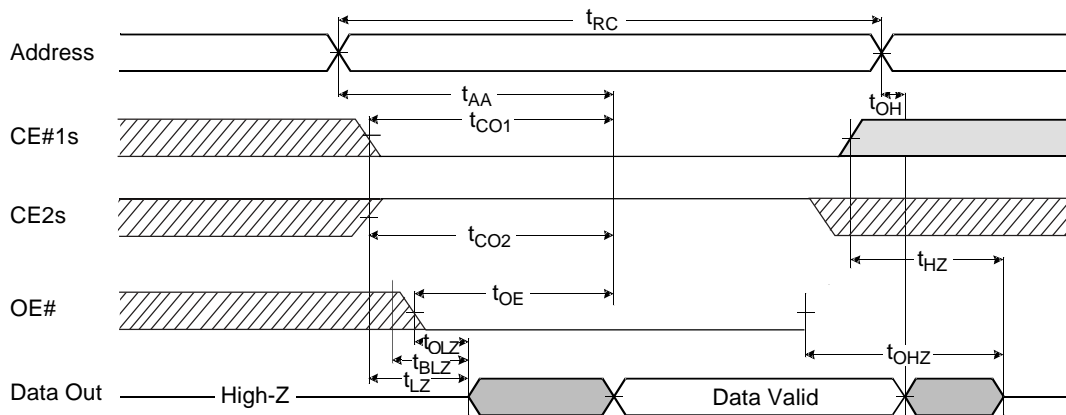 tRC
Address
tAA
tOH
CE#1s
tCO1
CE2s
tCO2
tHZ
OE#
tOE
tOLZ
tBLZ
tOHZ
tLZ
Data Out
High-Z
Data Valid